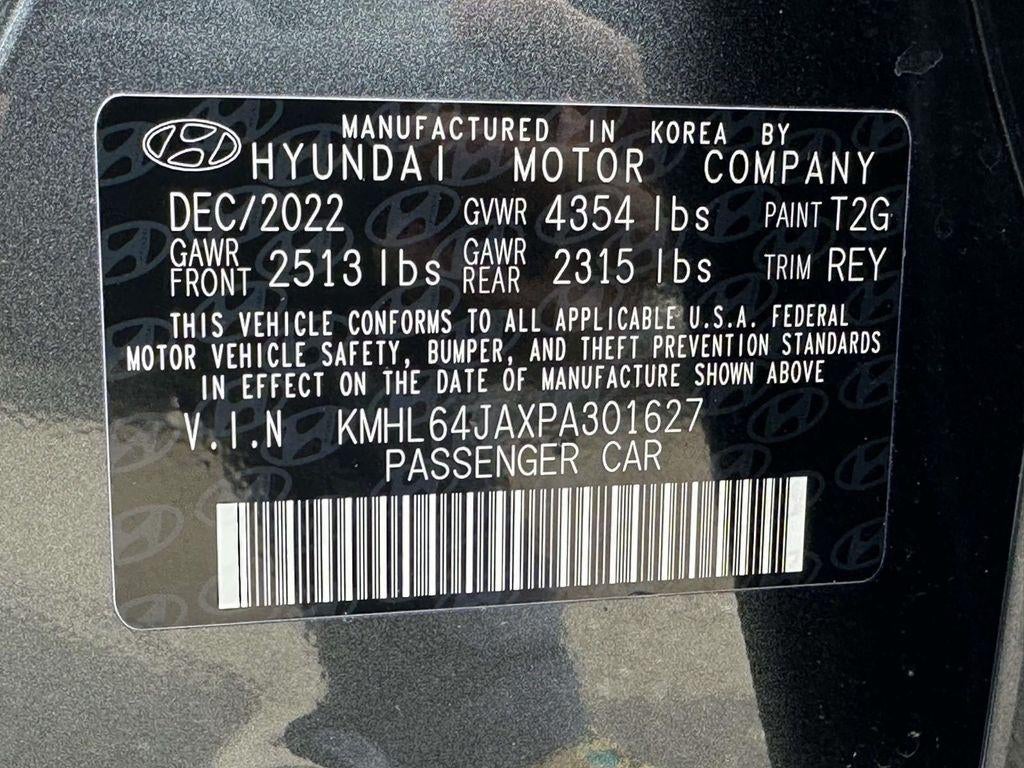 MANUFACTURED IN KOREA BY
HYUNDAI MOTOR COMPANY
DEC/2022 GVWR 4354 lbs PAINT T2G
GAWR FRONT 2513 lbs GAWR REAR 2315 lbs TRIM REY
THIS VEHICLE CONFORMS TO ALL APPLICABLE U.S.A. FEDERAL
MOTOR VEHICLE SAFETY, BUMPER, AND THEFT PREVENTION STANDARDS
IN EFFECT ON THE DATE OF MANUFACTURE SHOWN ABOVE
V.I.N KMHL64JAXPA301627
PASSENGER CAR